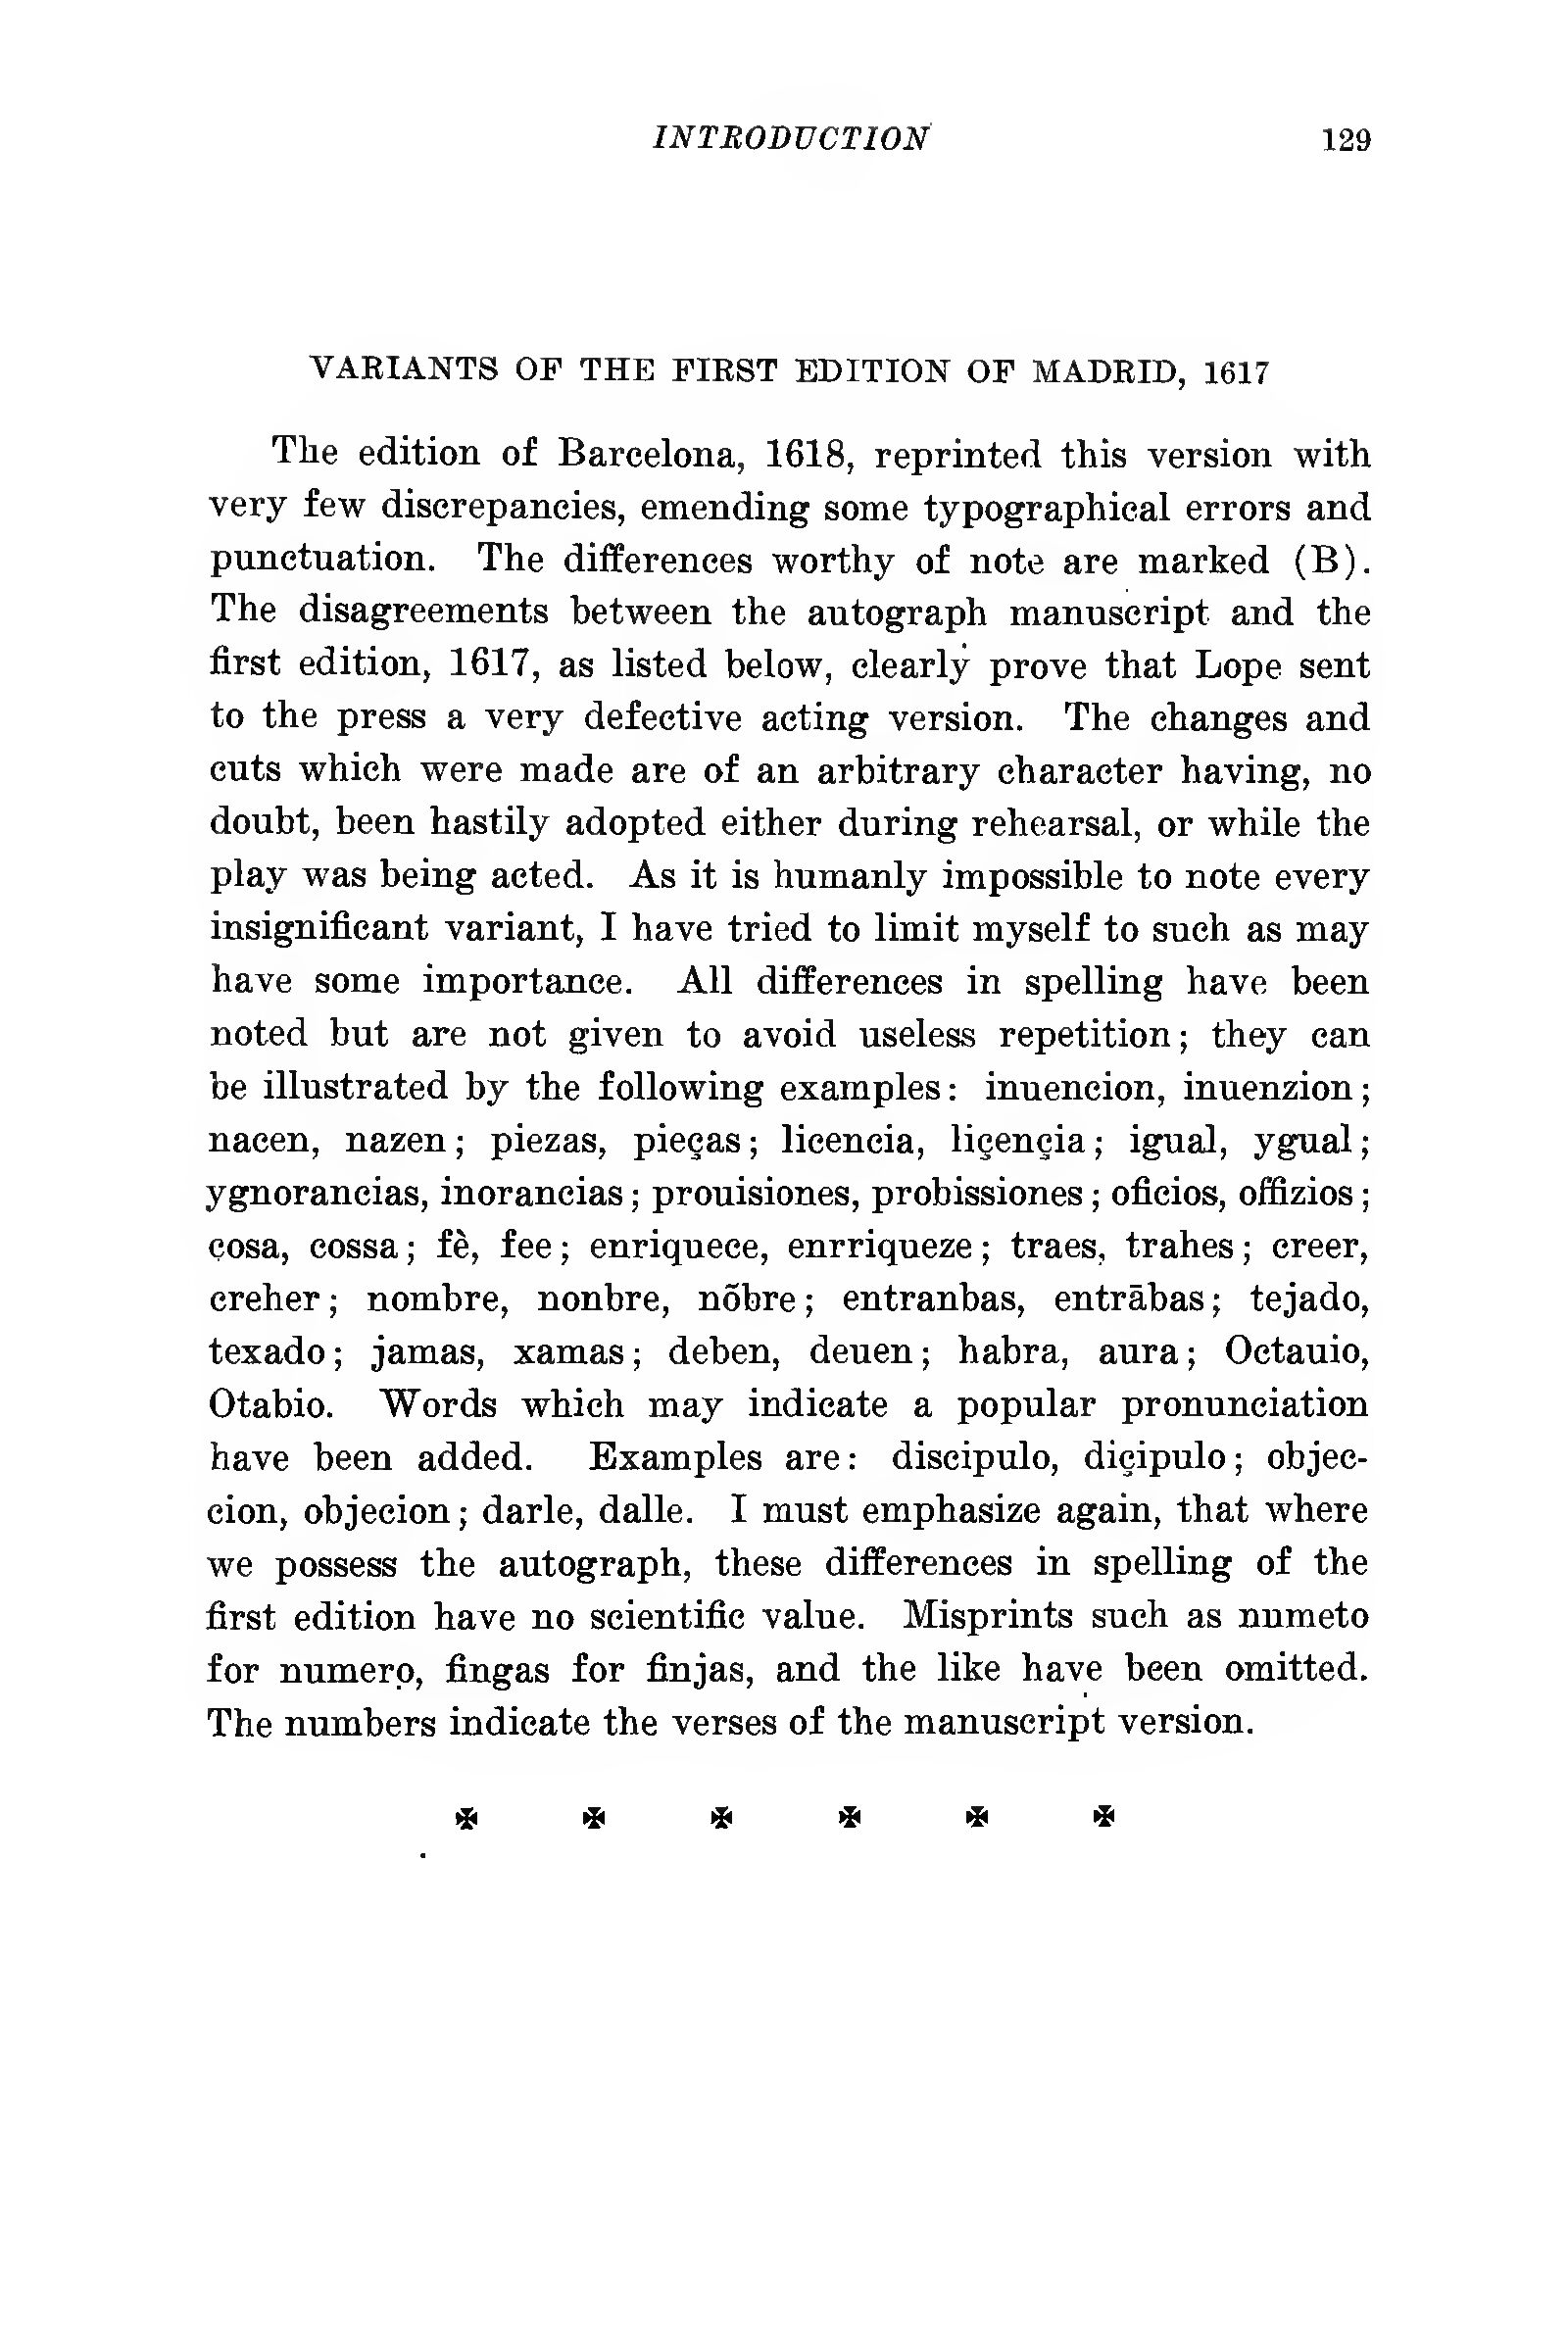 INTRODUCTION 129
VARIANTS OF THE FIRST EDITION OF MADRID, 1617
The edition of Barcelona, 1618, reprinted this version with
very few discrepancies, emending some typographical errors and
punctuation. The differences worthy of note are marked (B).
The disagreements between the autograph manuscript and the
first edition, 1617, as listed below, clearly prove that Lope sent
to the press a very defective acting version. The changes and
cuts which were made are of an arbitrary character having, no
doubt, been hastily adopted either during rehearsal, or while the
play was being acted. As it is humanly impossible to note every
insignificant variant, I have tried to limit myself to such as may
have some importance. All differences in spelling have been
noted but are not given to avoid useless repetition; they can
be illustrated by the following examples: inuencion, inuenzion;
nacen, nazen; piezas, pieças; licencia, liçençia; igual, ygual;
ygnorancias, inorancias; prouisiones, probissiones; oficios, offizios;
cosa, cossa; fè, fee; enriquece, enrriqueze; traes, trahes; creer,
creher; nombre, nonbre, nõbre; entranbas, entrābas; tejado,
texado; jamas, xamas; deben, deuen; habra, aura; Octauio,
Otabio. Words which may indicate a popular pronunciation
have been added. Examples are: discipulo, diçipulo; objec-
cion, objecion; darle, dalle. I must emphasize again, that where
we possess the autograph, these differences in spelling of the
first edition have no scientific value. Misprints such as numeto
for numero, fingas for finjas, and the like have been omitted.
The numbers indicate the verses of the manuscript version.